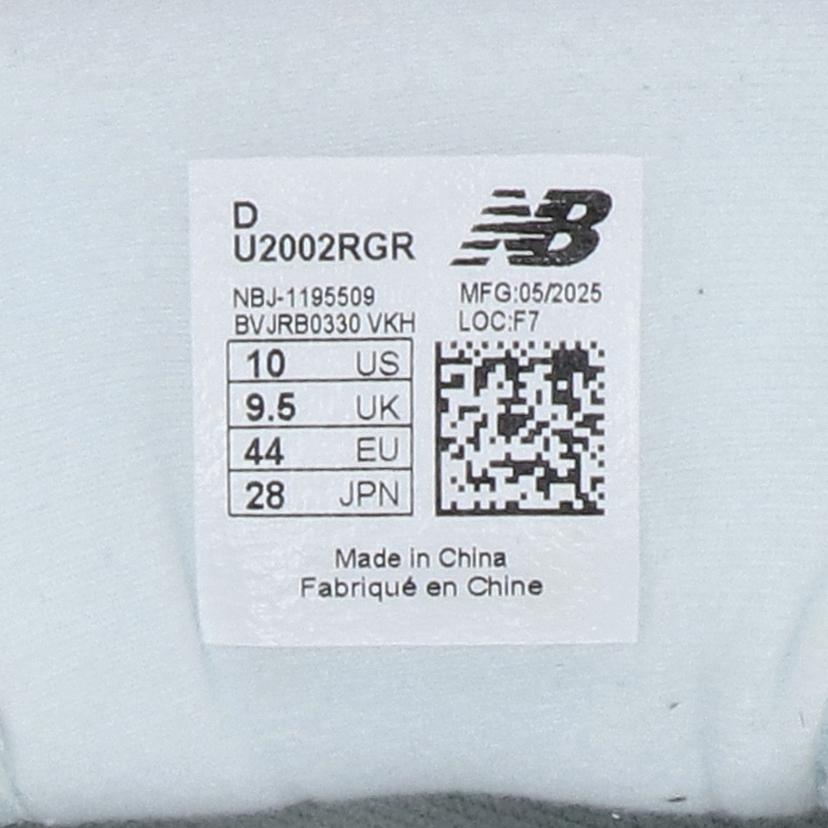 D
U2002RGR
NB
NBJ-1195509
BVJRB0330 VKH
MFG:05/2025
LOC:F7
10 US
9.5 UK
44 EU
28 JPN
Made in China
Fabriqué en Chine